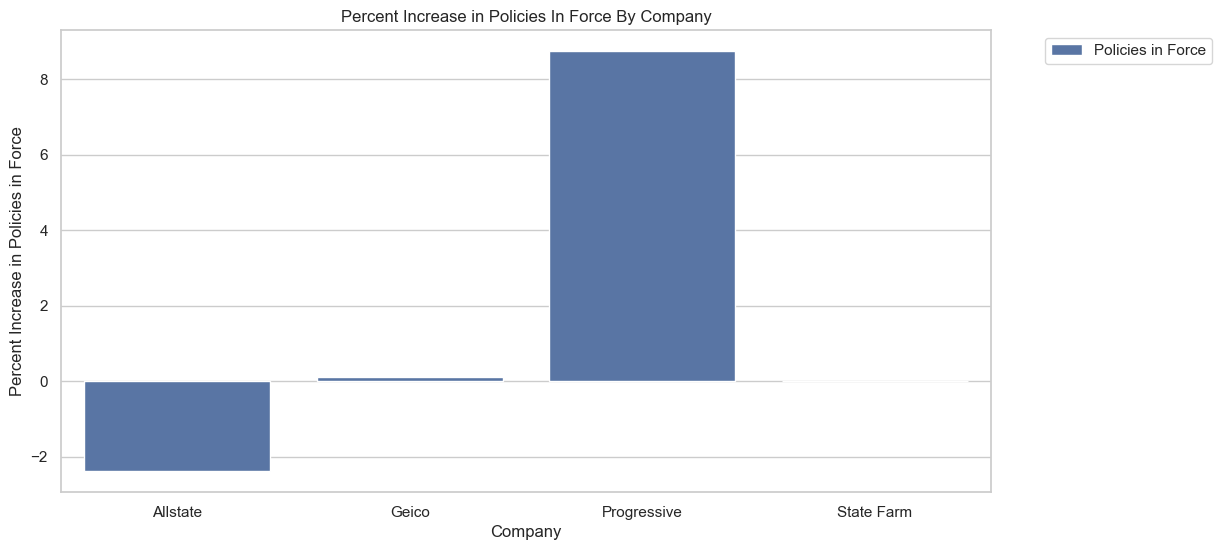 Percent Increase in Policies In Force By Company
Policies in Force
Percent Increase in Policies in Force
8
6
4
2
0
−2
Allstate
Geico
Progressive
State Farm
Company